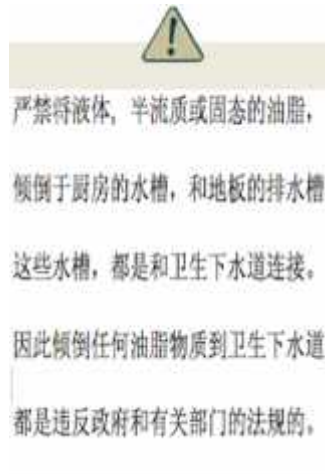 严禁将液体，半流质或固态的油脂，
倾倒于厨房的水槽，和地板的排水槽
这些水槽，都是和卫生下水道连接。
因此倾倒任何油脂物质到卫生下水道
都是违反政府和有关部门的法规的。